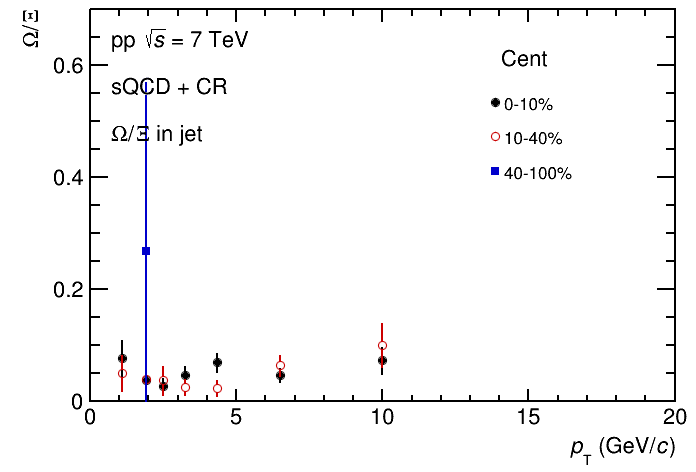 Ω/Ξ
pp √s = 7 TeV
sQCD + CR
Ω/Ξ in jet
Cent
0-10%
10-40%
40-100%
0.6
0.4
0.2
0
0 5 10 15 20
p_T (GeV/c)